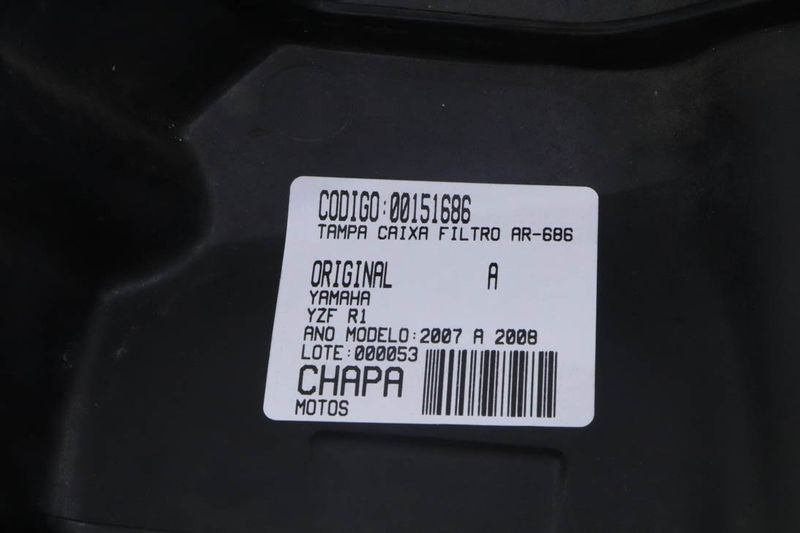 CODIGO:00151686
TAMPA CAIXA FILTRO AR-686
ORIGINAL A
YAMAHA
YZF R1
ANO MODELO:2007 A 2008
LOTE:000053
CHAPA
MOTOS